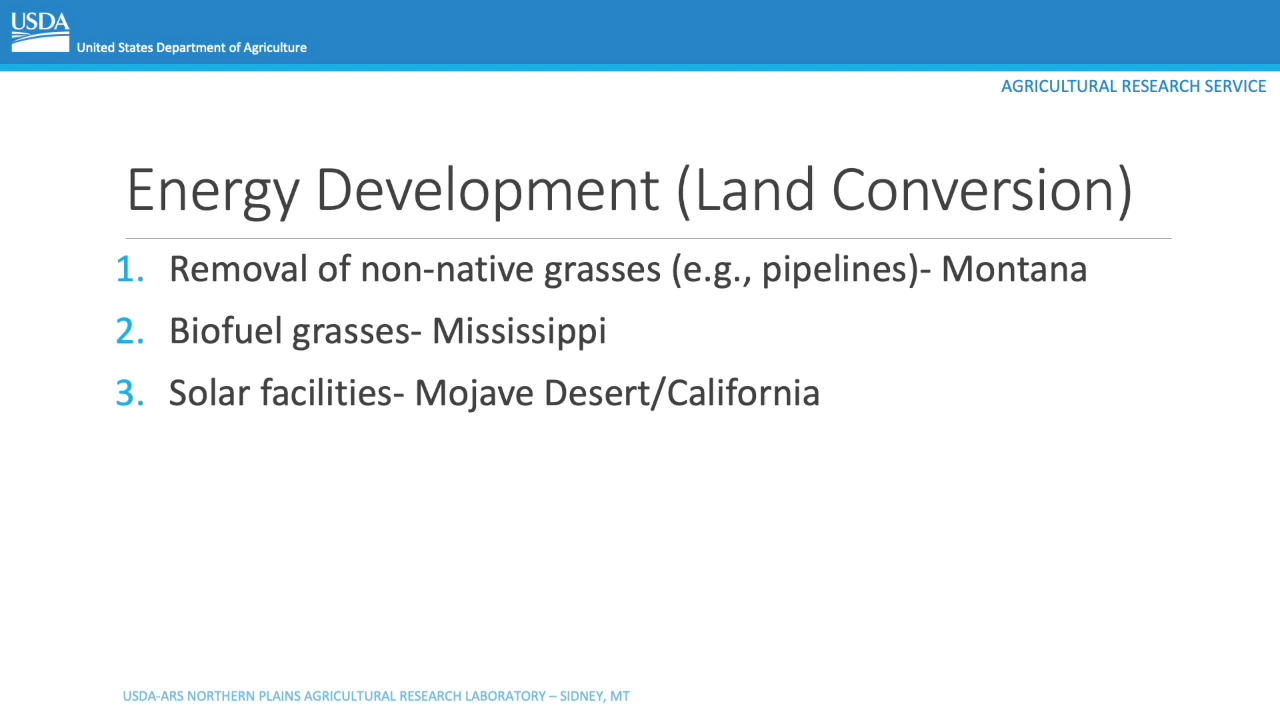 USDA
United States Department of Agriculture
AGRICULTURAL RESEARCH SERVICE
Energy Development (Land Conversion)
1. Removal of non-native grasses (e.g., pipelines)- Montana
2. Biofuel grasses- Mississippi
3. Solar facilities- Mojave Desert/California
USDA-ARS NORTHERN PLAINS AGRICULTURAL RESEARCH LABORATORY – SIDNEY, MT